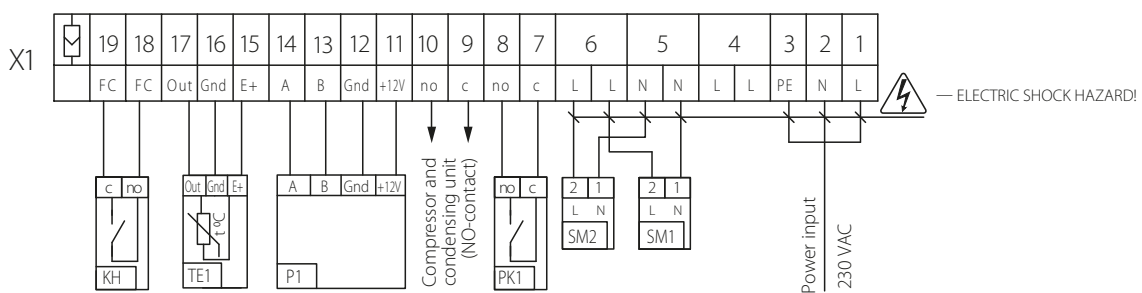 X1
19 18 17 16 15 14 13 12 11 10 9 8 7 6 5 4 3 2 1
FC FC Out Gnd E+ A B Gnd +12V no c no c L L N N L L PE N L
— ELECTRIC SHOCK HAZARD!
c no
KH
Out Gnd E+
t ºC
TE1
A B Gnd +12V
P1
Compressor and
condensing unit
(NO-contact)
no c
PK1
2 1
L N
SM2
2 1
L N
SM1
Power input
230 VAC